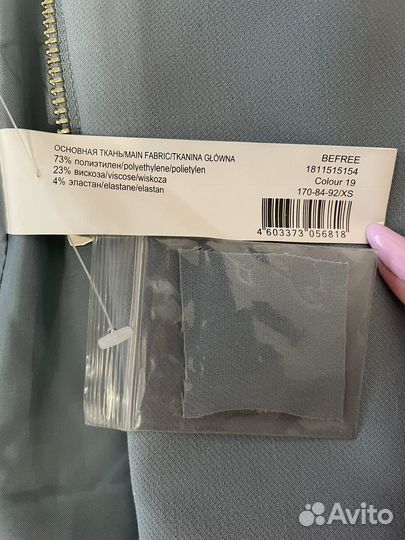 ОСНОВНАЯ ТКАНЬ/MAIN FABRIC/TKANINA GŁÓWNA
73% полиэтилен/polyethylene/polietylen
23% вискоза/viscose/wiskoza
4% эластан/elastane/elastan
BEFREE
1811515154
Colour 19
170-84-92/XS
4 603373 056818
Avito